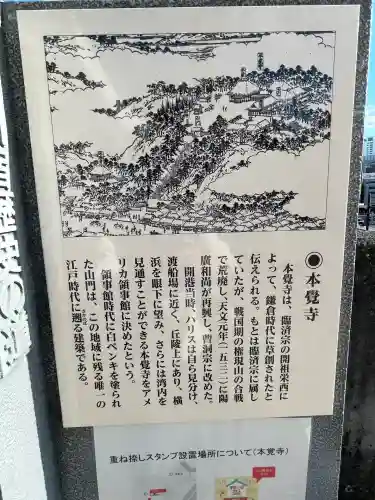 ◉本覺寺
本覺寺は、臨済宗の開祖栄西に
よって、鎌倉時代に草創されたと
伝えられる。もとは臨済宗に属し
ていたが、戦国期の権現山の合戦
で荒廃し、天文元年(一五三二)に陽
廣和尚が再興し、曹洞宗に改めた。
開港当時、ハリスは自ら見分け、
渡船場に近く、丘陵上にあり、横
浜を眼下に望み、さらには湾内を
見通すことができる本覺寺をアメ
リカ領事館に決めたという。
領事館時代に白ペンキを塗られ
た山門は、この地域に残る唯一の
江戸時代に遡る建築である。
重ね捺しスタンプ設置場所について(本覚寺)